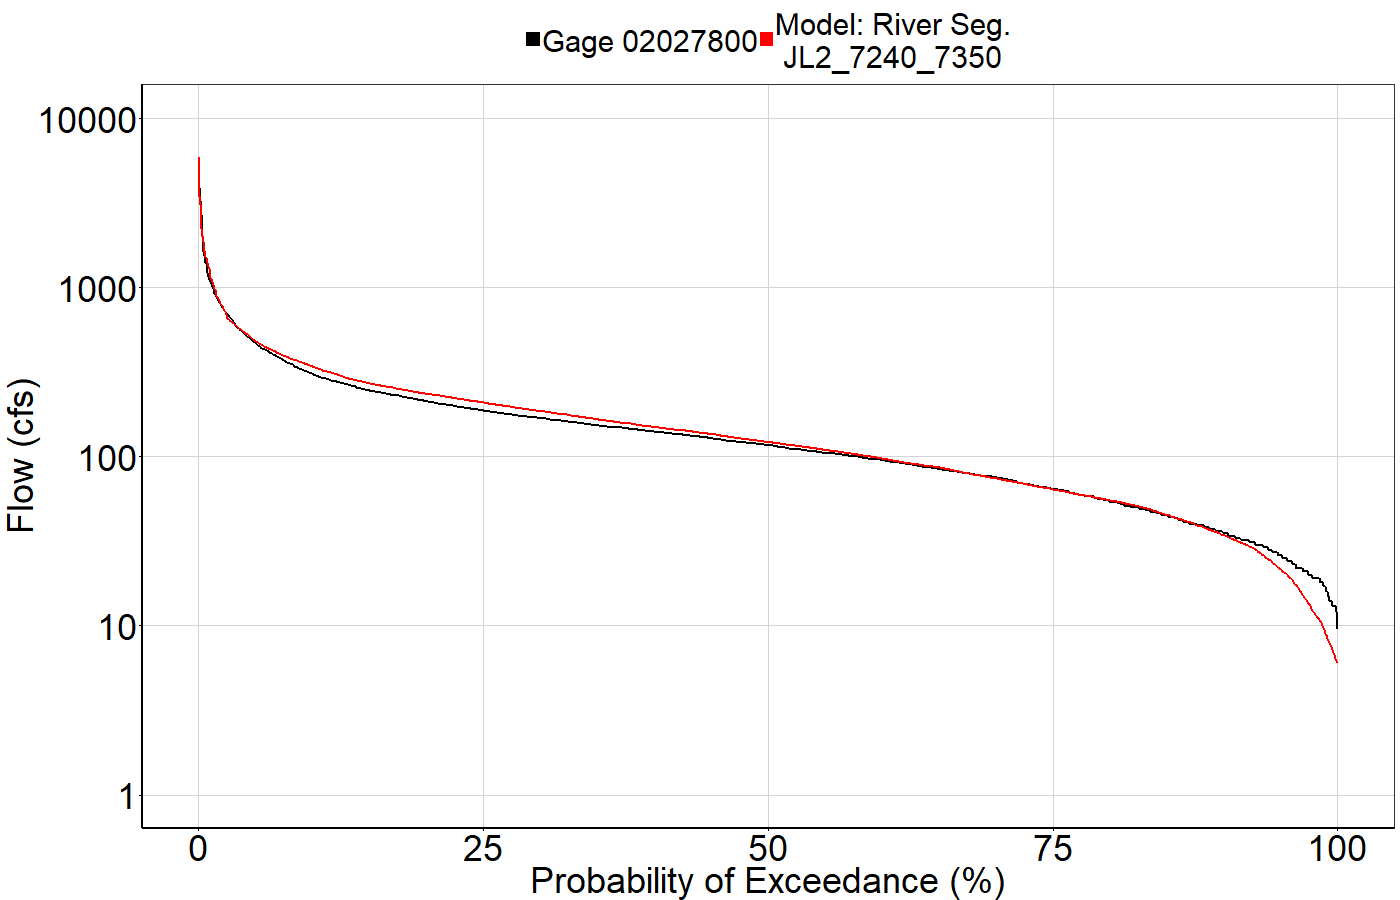 Gage 02027800
Model: River Seg.
JL2_7240_7350
Flow (cfs)
10000
1000
100
10
1
0 25 50 75 100
Probability of Exceedance (%)